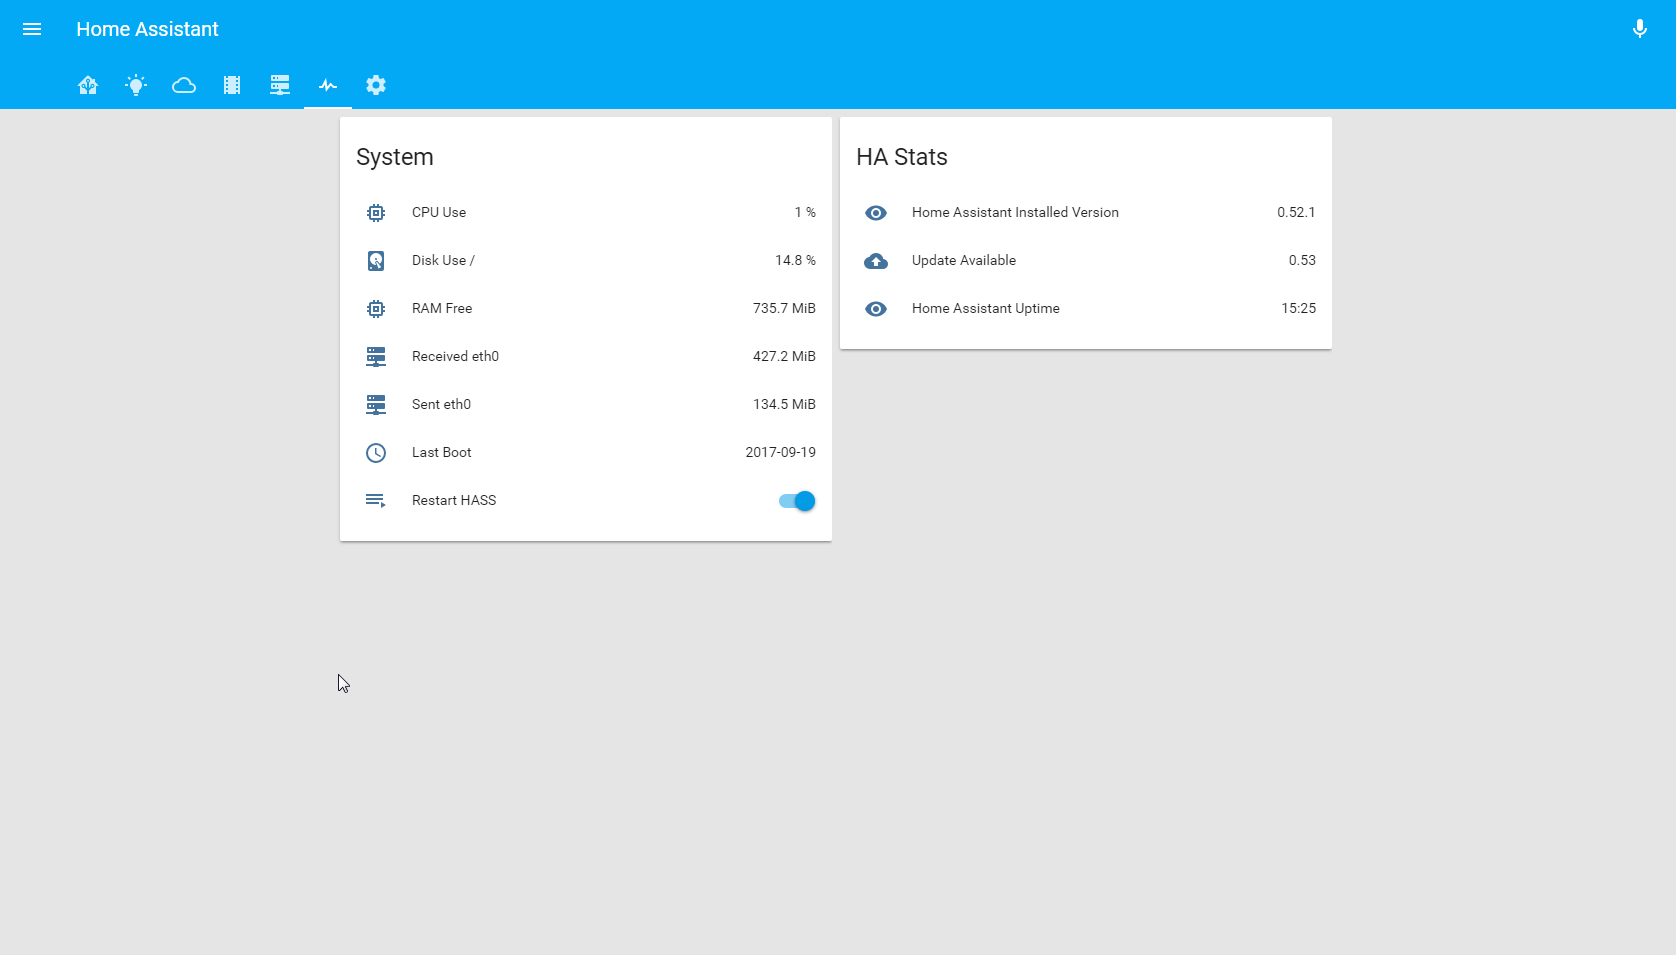 Home Assistant
System
CPU Use 1 %
Disk Use / 14.8 %
RAM Free 735.7 MiB
Received eth0 427.2 MiB
Sent eth0 134.5 MiB
Last Boot 2017-09-19
Restart HASS
HA Stats
Home Assistant Installed Version 0.52.1
Update Available 0.53
Home Assistant Uptime 15:25